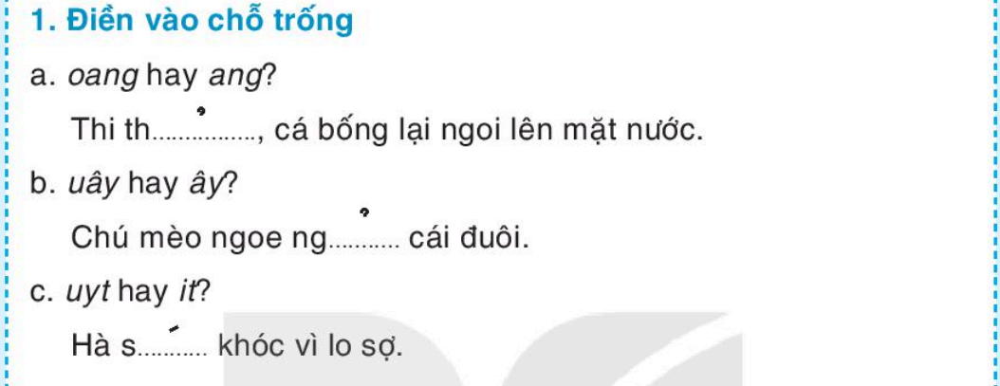 1. Điền vào chỗ trống
a. oang hay ang?
Thi th........̉........, cá bống lại ngoi lên mặt nước.
b. uây hay ây?
Chú mèo ngoe ng......̉..... cái đuôi.
c. uyt hay it?
Hà s......́..... khóc vì lo sợ.